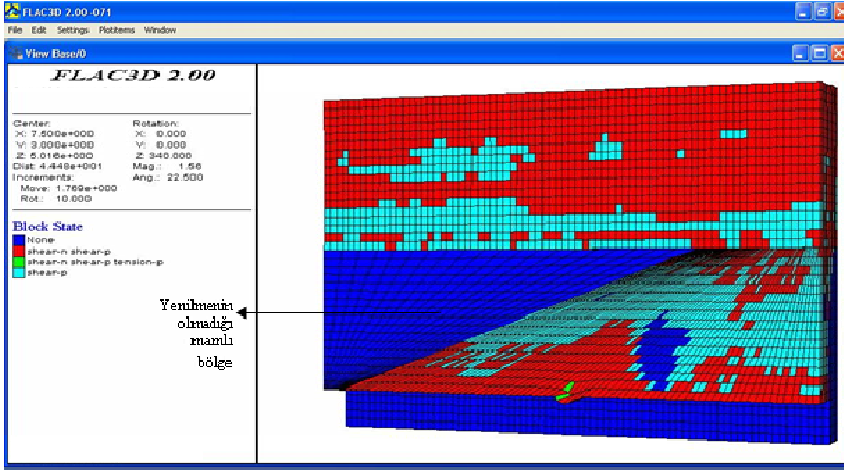 FLAC3D 2.00-071
File Edit Settings Plotitems Window
View Base/0
FLAC3D 2.00
Center: Rotation:
X: 7.500e+000 X: 0.000
Y: 3.000e+000 Y: 0.000
Z: 5.016e+000 Z: 340.000
Dist: 4.448e+001 Mag.: 1.56
Increments: Ang.: 22.500
Move: 1.769e+000
Rot.: 10.000
Block State
None
shear-n shear-p
shear-n shear-p tension-p
shear-p
Yenilmenin
olmadığı
marnlı
bölge